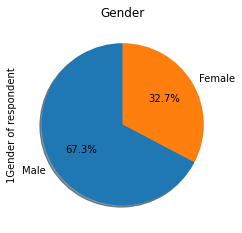 Gender
Female
32.7%
1Gender of respondent
67.3%
Male